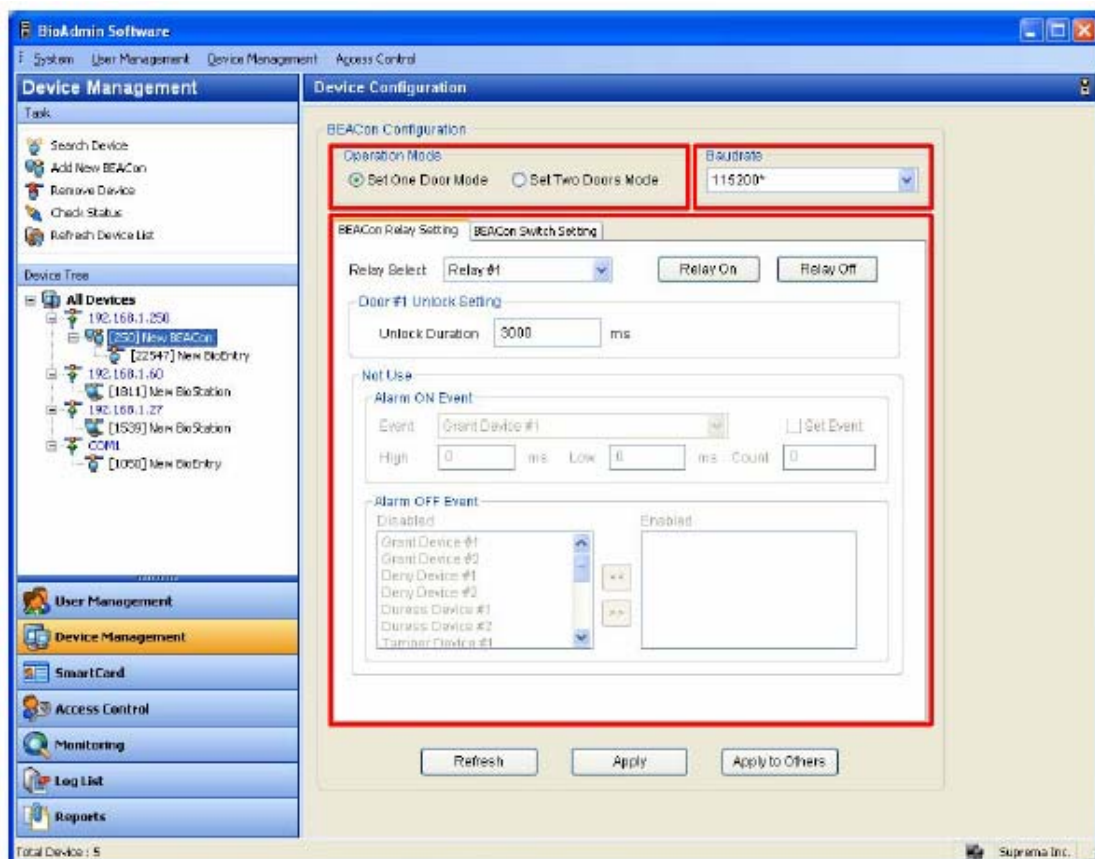 BioAdmin Software
System User Management Device Management Access Control
Device Management
Task
Search Device
Add New BEACon
Remove Device
Check Status
Refresh Device List
Device Tree
All Devices
192.168.1.250
[250] New BEACon
[22547] New BioEntry
192.168.1.60
[1811] New BioStation
192.168.1.27
[1539] New BioStation
COM1
[1050] New BioEntry
User Management
Device Management
SmartCard
Access Control
Monitoring
Log List
Reports
Device Configuration
BEACon Configuration
Operation Mode
Set One Door Mode Set Two Doors Mode
Baudrate
115200*
BEACon Relay Setting BEACon Switch Setting
Relay Select Relay #1 Relay On Relay Off
Door #1 Unlock Setting
Unlock Duration 3000 ms
Not Use
Alarm ON Event
Event Grant Device #1 Set Event
High 0 ms Low 0 ms Count 0
Alarm OFF Event
Disabled Enabled
Grant Device #1
Grant Device #2
Deny Device #1
Deny Device #2
Duress Device #1
Duress Device #2
Tamper Device #1
<<
>>
Refresh Apply Apply to Others
Total Device : 5 Suprema Inc.